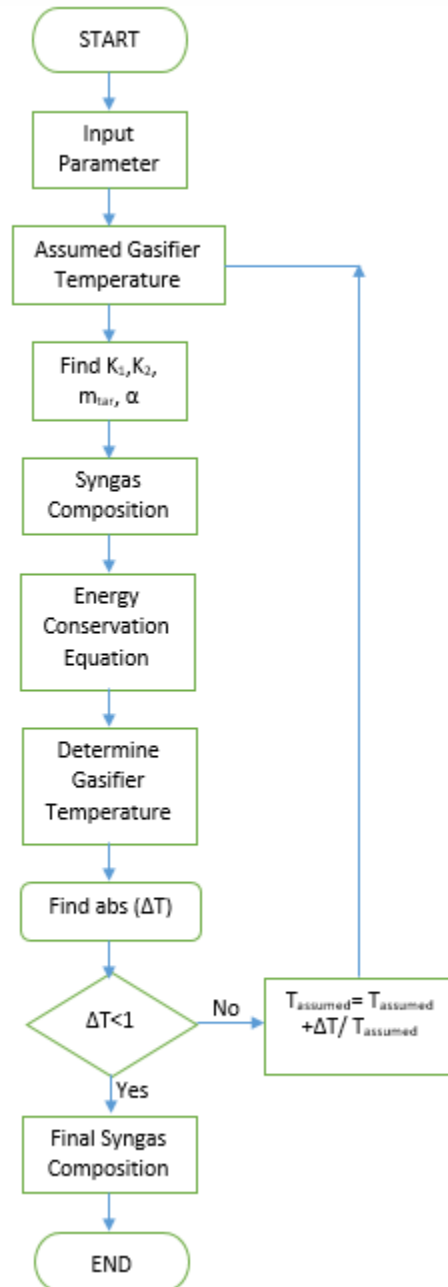 START
Input
Parameter
Assumed Gasifier
Temperature
Find K₁,K₂,
mₜₐᵣ, α
Syngas
Composition
Energy
Conservation
Equation
Determine
Gasifier
Temperature
Find abs (ΔT)
ΔT<1
No
T_assumed= T_assumed
+ΔT/ T_assumed
Yes
Final Syngas
Composition
END